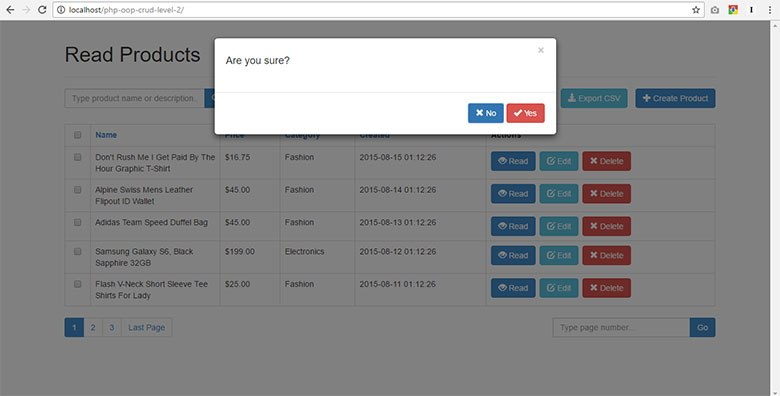 localhost/php-oop-crud-level-2/
Read Products
Are you sure?
×
No Yes
Type product name or description.
Export CSV
Create Product
Name Price Category Created Actions
Don't Rush Me I Get Paid By The
Hour Graphic T-Shirt
$16.75 Fashion 2015-08-15 01:12:26 Read Edit Delete
Alpine Swiss Mens Leather
Flipout ID Wallet
$45.00 Fashion 2015-08-14 01:12:26 Read Edit Delete
Adidas Team Speed Duffel Bag $45.00 Fashion 2015-08-13 01:12:26 Read Edit Delete
Samsung Galaxy S6, Black
Sapphire 32GB
$199.00 Electronics 2015-08-12 01:12:26 Read Edit Delete
Flash V-Neck Short Sleeve Tee
Shirts For Lady
$25.00 Fashion 2015-08-11 01:12:26 Read Edit Delete
1 2 3 Last Page
Type page number... Go